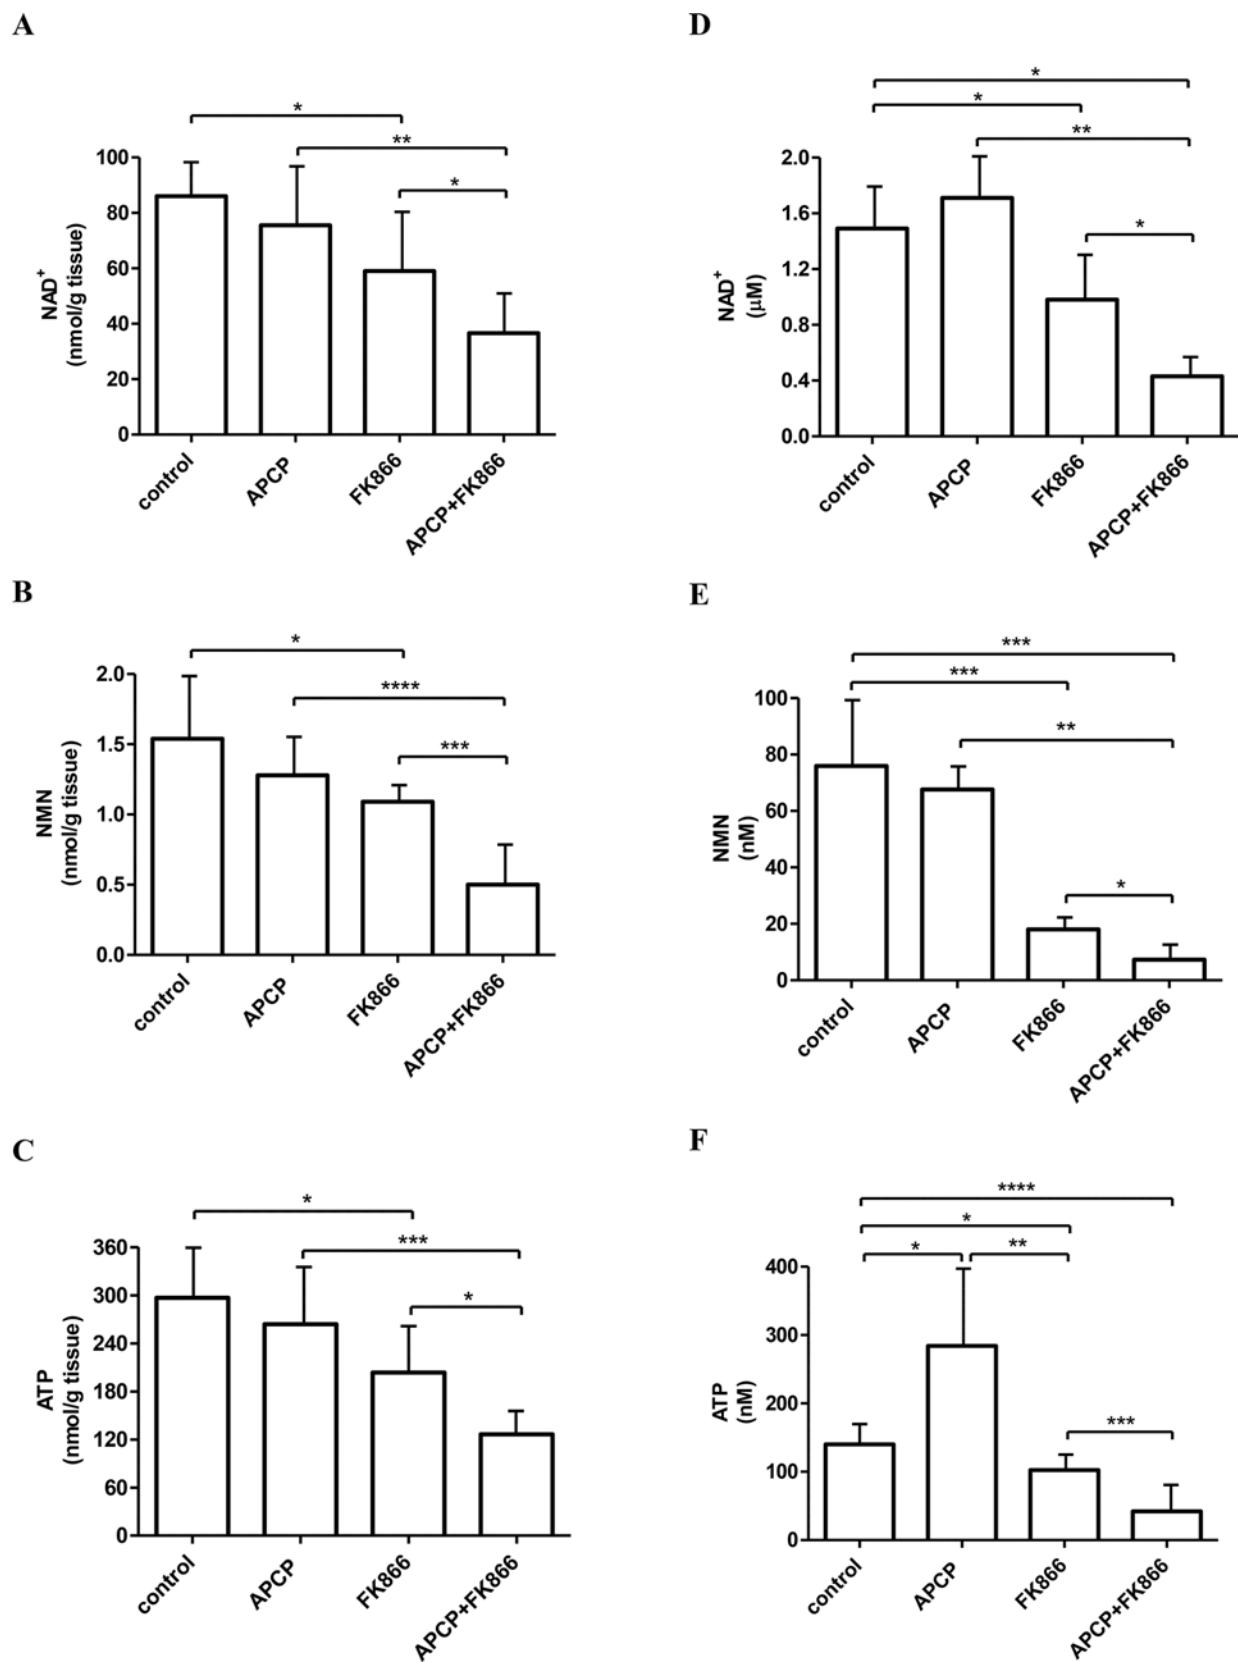 A
*
**
*
100
80
60
40
20
0
NAD+
(nmol/g tissue)
control
APCP
FK866
APCP+FK866
D
*
*
**
*
2.0
1.6
1.2
0.8
0.4
0.0
NAD+
(μM)
control
APCP
FK866
APCP+FK866
B
*
****
***
2.0
1.5
1.0
0.5
0.0
NMN
(nmol/g tissue)
control
APCP
FK866
APCP+FK866
E
***
***
**
*
100
80
60
40
20
0
NMN
(nM)
control
APCP
FK866
APCP+FK866
C
*
***
*
360
300
240
180
120
60
0
ATP
(nmol/g tissue)
control
APCP
FK866
APCP+FK866
F
****
*
*
**
***
400
300
200
100
0
ATP
(nM)
control
APCP
FK866
APCP+FK866